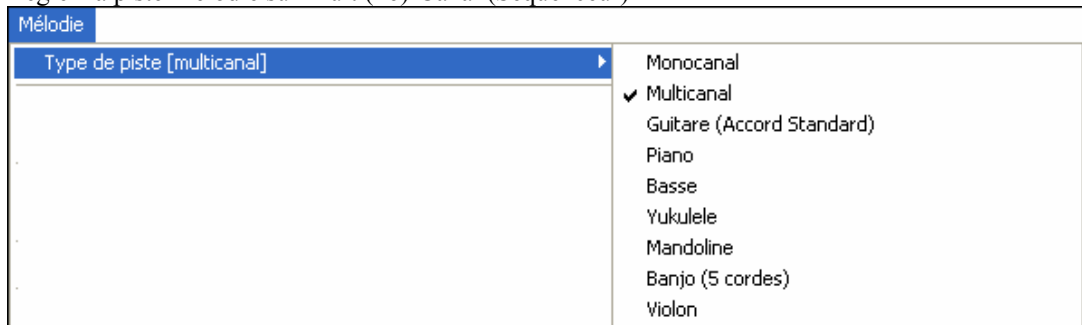 Mélodie
Type de piste [multicanal]
Monocanal
Multicanal
Guitare (Accord Standard)
Piano
Basse
Yukulele
Mandoline
Banjo (5 cordes)
Violon